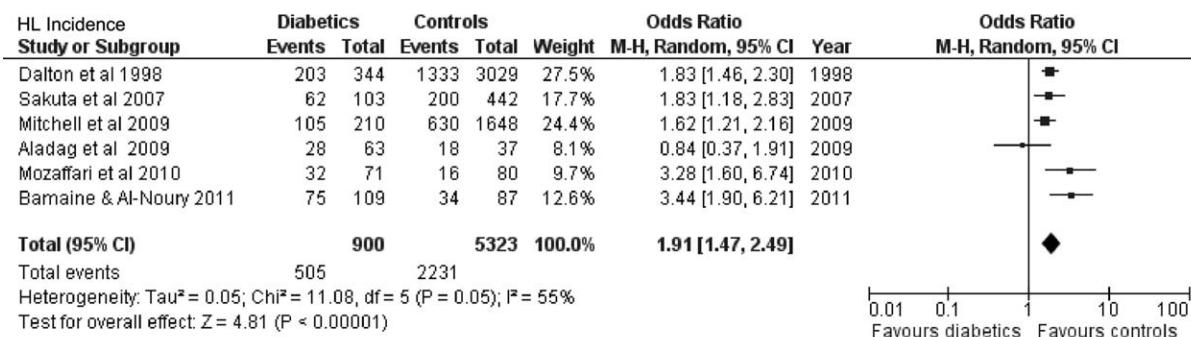 HL Incidence Diabetics Controls Odds Ratio Odds Ratio
Study or Subgroup Events Total Events Total Weight M-H, Random, 95% CI Year M-H, Random, 95% CI
Dalton et al 1998 203 344 1333 3029 27.5% 1.83 [1.46, 2.30] 1998
Sakuta et al 2007 62 103 200 442 17.7% 1.83 [1.18, 2.83] 2007
Mitchell et al 2009 105 210 630 1648 24.4% 1.62 [1.21, 2.16] 2009
Aladag et al 2009 28 63 18 37 8.1% 0.84 [0.37, 1.91] 2009
Mozaffari et al 2010 32 71 16 80 9.7% 3.28 [1.60, 6.74] 2010
Bamaine & Al-Noury 2011 75 109 34 87 12.6% 3.44 [1.90, 6.21] 2011
Total (95% CI) 900 5323 100.0% 1.91 [1.47, 2.49]
Total events 505 2231
Heterogeneity: Tau² = 0.05; Chi² = 11.08, df = 5 (P = 0.05); I² = 55%
Test for overall effect: Z = 4.81 (P < 0.00001)
0.01 0.1 1 10 100
Favours diabetics Favours controls